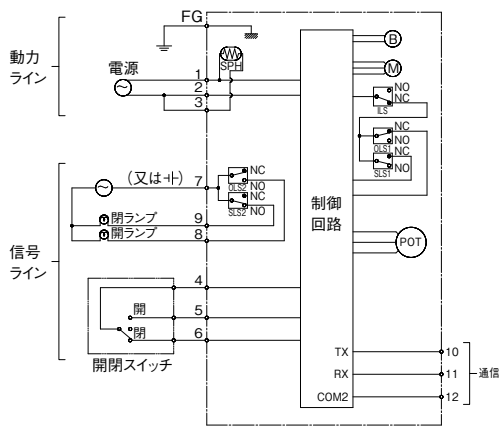 FG
動力
ライン
電源
SPH
1
2
3
B
M
NO
NC
ILS
NC
OLS1
NO
NC
SLS1
NO
制御
回路
POT
信号
ライン
(又は⊣⊢)
7
NC
OLS2
NO
NC
SLS2
NO
閉ランプ
9
開ランプ
8
4
開
5
閉
6
開閉スイッチ
TX
10
RX
11
通信
COM2
12